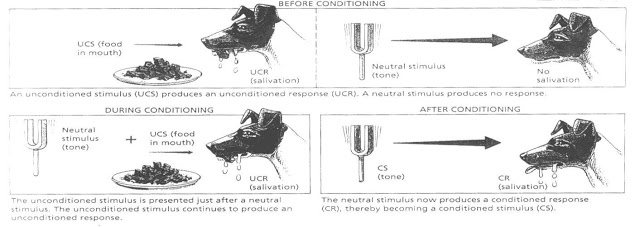 BEFORE CONDITIONING
UCS (food
in mouth)
UCR
(salivation)
Neutral stimulus
(tone)
No
salivation
An unconditioned stimulus (UCS) produces an unconditioned response (UCR). A neutral stimulus produces no response.
DURING CONDITIONING
Neutral
stimulus
(tone)
+
UCS (food
in mouth)
UCR
(salivation)
The unconditioned stimulus is presented just after a neutral
stimulus. The unconditioned stimulus continues to produce an
unconditioned response.
AFTER CONDITIONING
CS
(tone)
CR
(salivation)
The neutral stimulus now produces a conditioned response
(CR), thereby becoming a conditioned stimulus (CS).